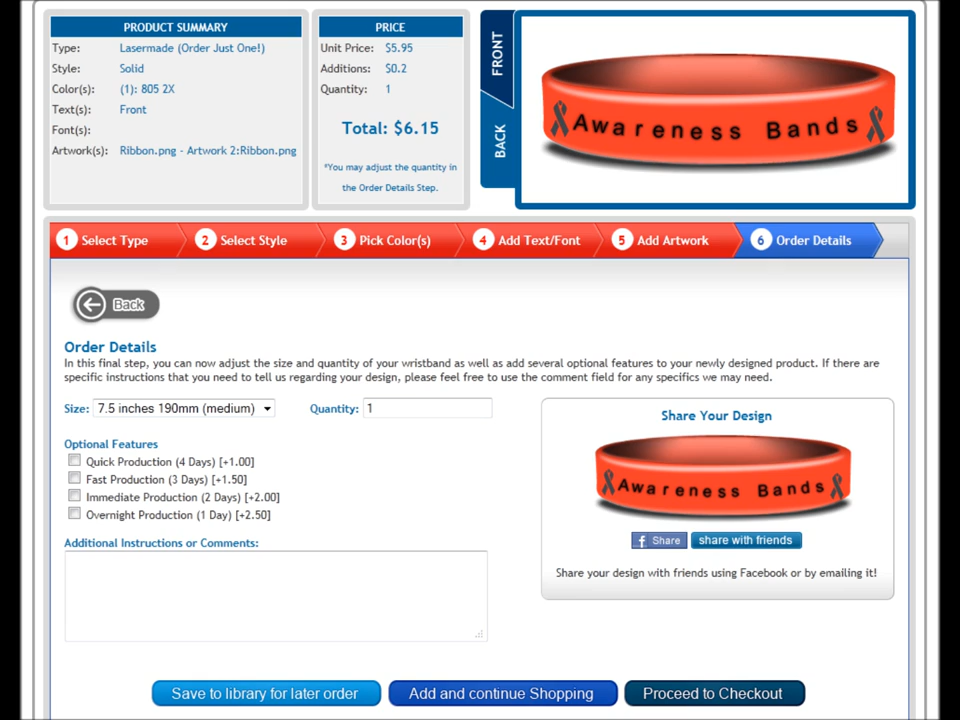 PRODUCT SUMMARY
Type: Lasermade (Order Just One!)
Style: Solid
Color(s): (1): 805 2X
Text(s): Front
Font(s):
Artwork(s): Ribbon.png - Artwork 2:Ribbon.png
PRICE
Unit Price: $5.95
Additions: $0.2
Quantity: 1
Total: $6.15
*You may adjust the quantity in
the Order Details Step.
FRONT
BACK
Awareness Bands
1 Select Type
2 Select Style
3 Pick Color(s)
4 Add Text/Font
5 Add Artwork
6 Order Details
Back
Order Details
In this final step, you can now adjust the size and quantity of your wristband as well as add several optional features to your newly designed product. If there are
specific instructions that you need to tell us regarding your design, please feel free to use the comment field for any specifics we may need.
Size: 7.5 inches 190mm (medium)
Quantity: 1
Optional Features
Quick Production (4 Days) [+1.00]
Fast Production (3 Days) [+1.50]
Immediate Production (2 Days) [+2.00]
Overnight Production (1 Day) [+2.50]
Additional Instructions or Comments:
Share Your Design
Awareness Bands
f Share
share with friends
Share your design with friends using Facebook or by emailing it!
Save to library for later order
Add and continue Shopping
Proceed to Checkout